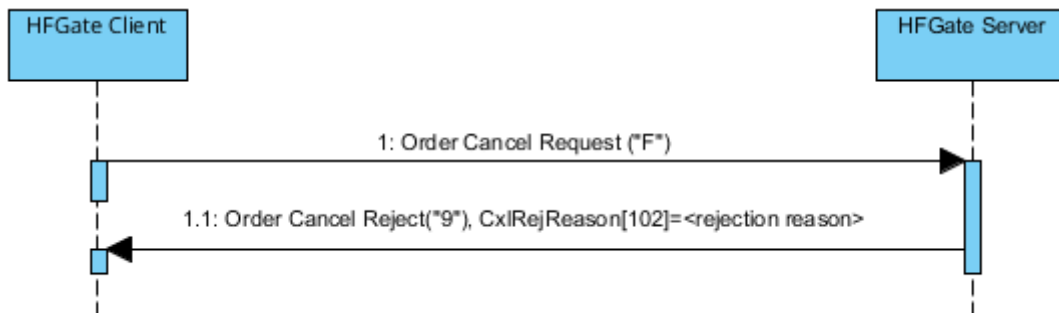 HFGate Client
HFGate Server
1: Order Cancel Request ("F")
1.1: Order Cancel Reject("9"), CxlRejReason[102]=<rejection reason>